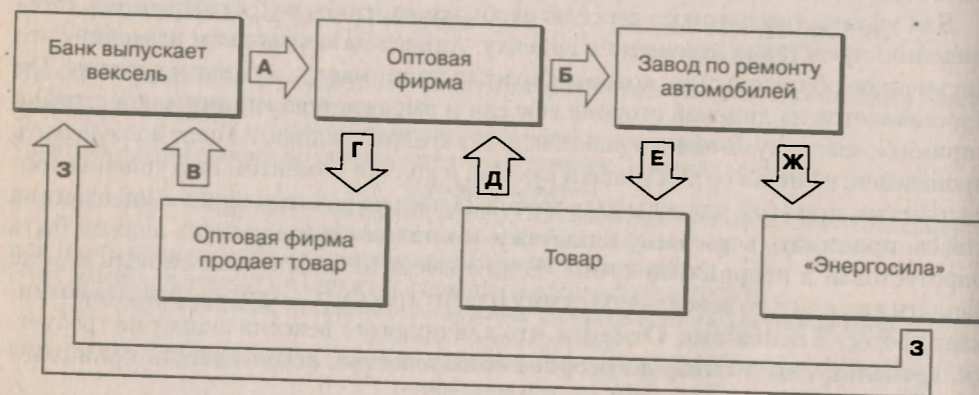 Банк выпускает
вексель
А
Оптовая
фирма
Б
Завод по ремонту
автомобилей
З
В
Г
Д
Е
Ж
Оптовая фирма
продает товар
Товар
«Энергосила»
З